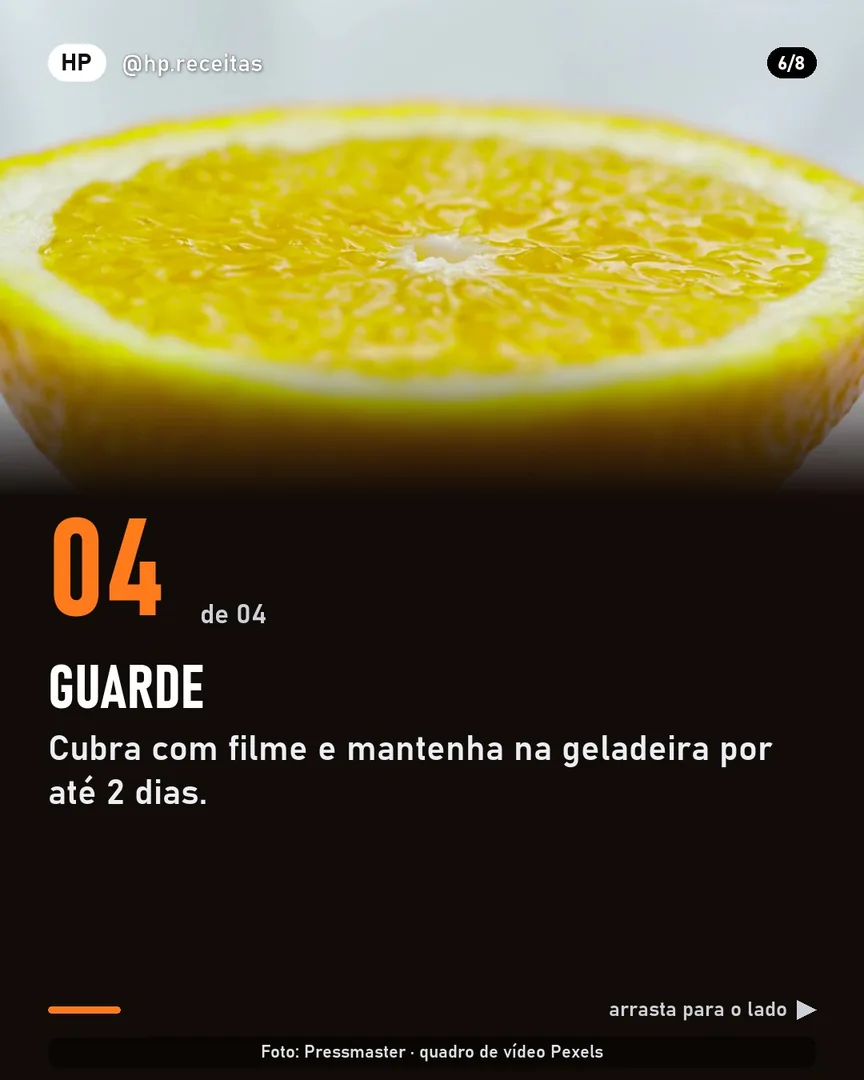 HP @hp.receitas 6/8
04 de 04
GUARDE
Cubra com filme e mantenha na geladeira por
até 2 dias.
arrasta para o lado ▶
Foto: Pressmaster · quadro de vídeo Pexels